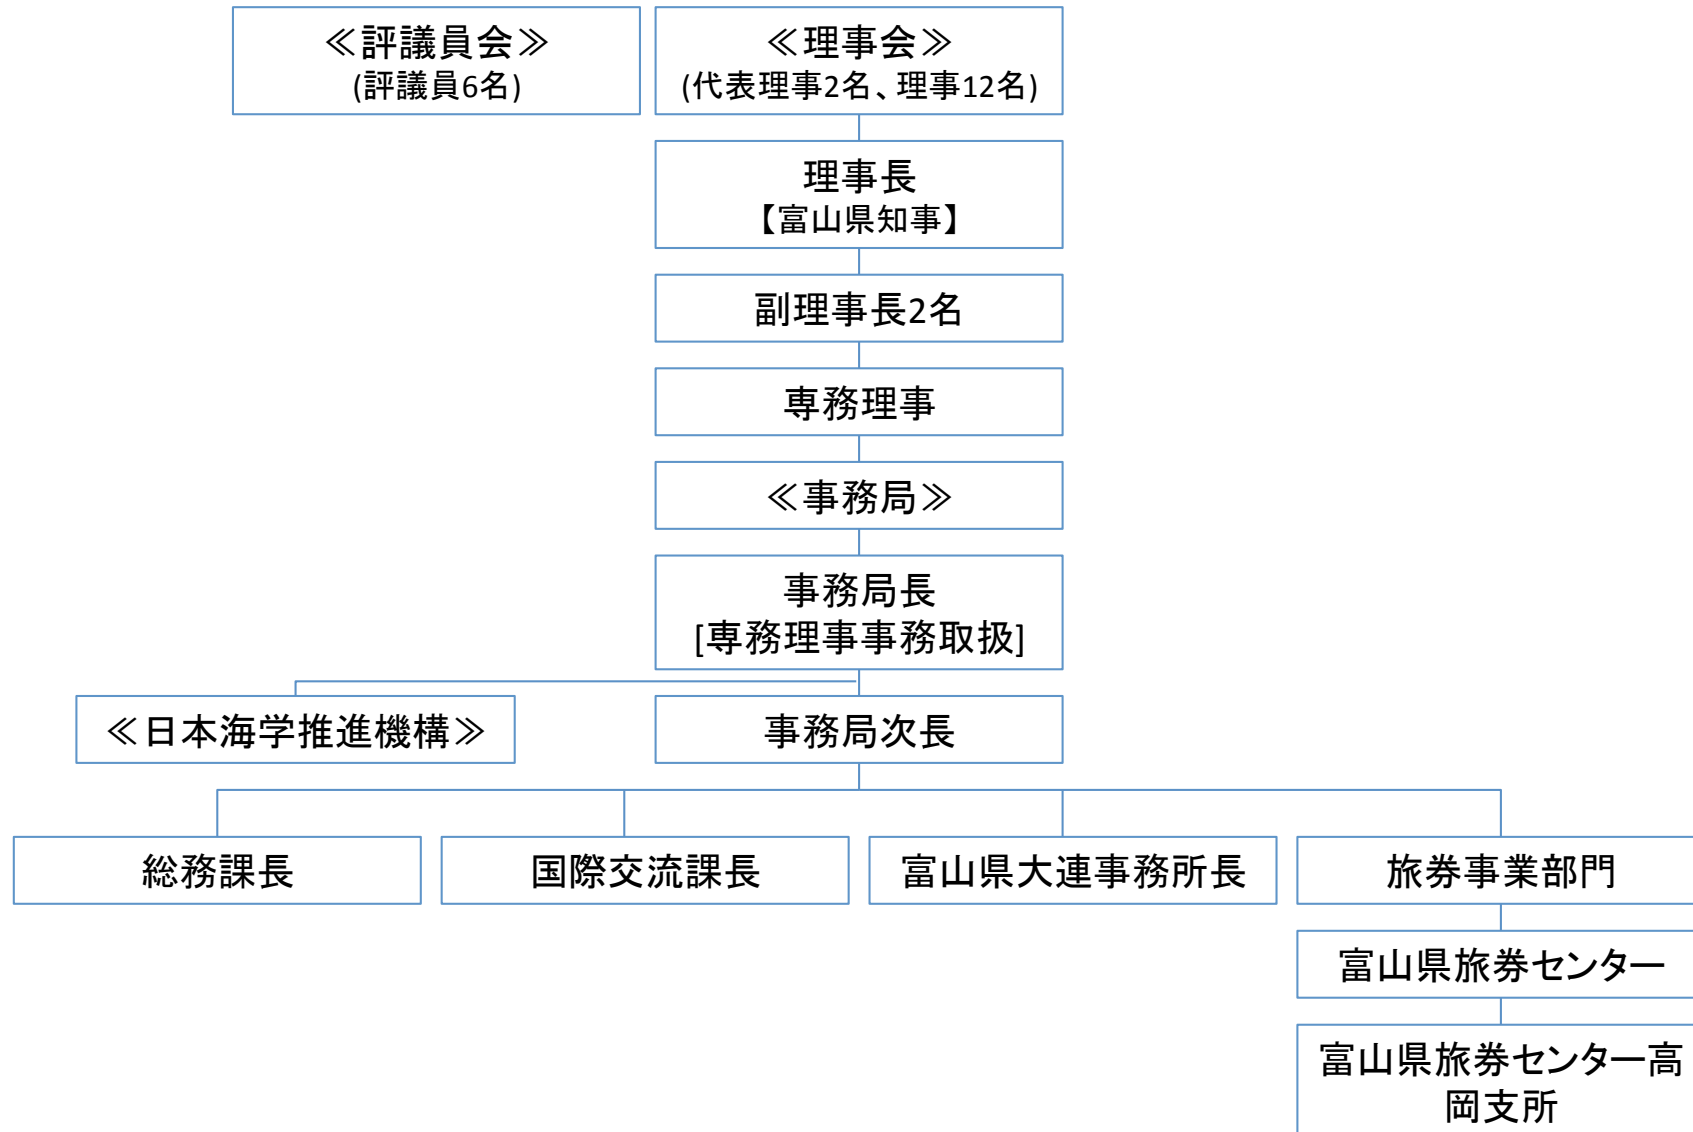 ≪評議員会≫
(評議員6名)
≪理事会≫
(代表理事2名、理事12名)
理事長
【富山県知事】
副理事長2名
専務理事
≪事務局≫
事務局長
[専務理事事務取扱]
≪日本海学推進機構≫
事務局次長
総務課長
国際交流課長
富山県大連事務所長
旅券事業部門
富山県旅券センター
富山県旅券センター高
岡支所